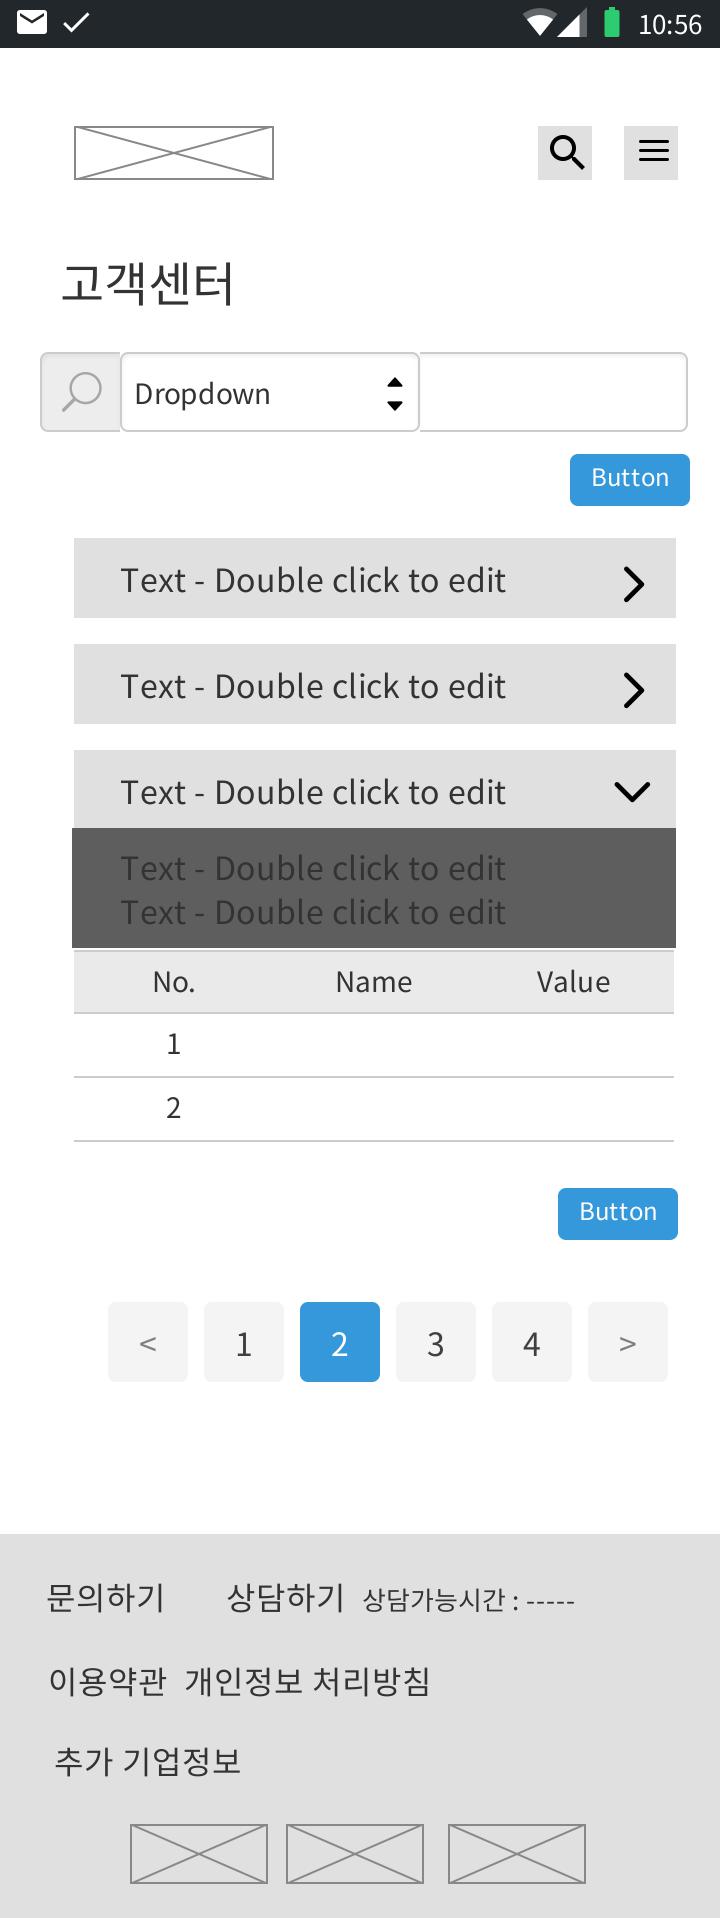 10:56
고객센터
Dropdown
Button
Text - Double click to edit
Text - Double click to edit
Text - Double click to edit
Text - Double click to edit
Text - Double click to edit
No. Name Value
1
2
Button
< 1 2 3 4 >
문의하기 상담하기 상담가능시간 : -----
이용약관 개인정보 처리방침
추가 기업정보